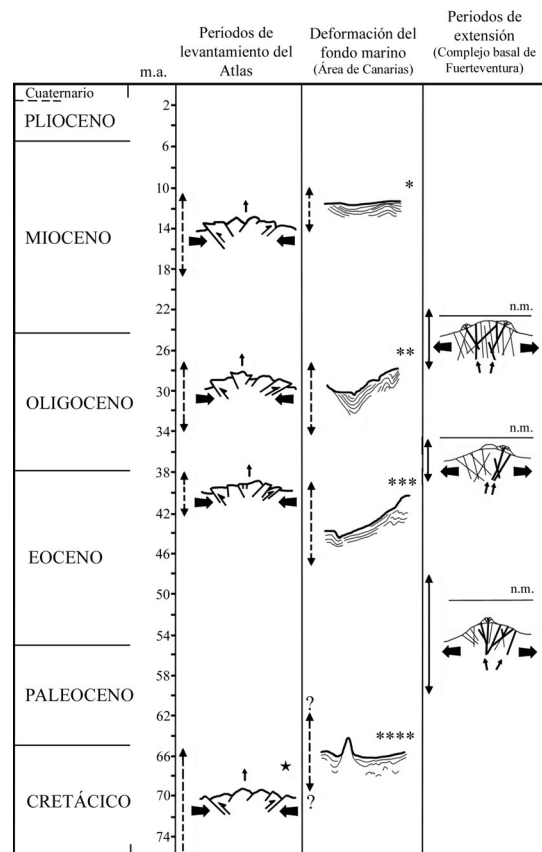 Periodos de
levantamiento del
Atlas
Deformación del
fondo marino
(Área de Canarias)
Periodos de
extensión
(Complejo basal de
Fuerteventura)
m.a.
Cuaternario
PLIOCENO
MIOCENO
OLIGOCENO
EOCENO
PALEOCENO
CRETÁCICO
2
6
10
14
18
22
26
30
34
38
42
46
50
54
58
62
66
70
74
*
**
***
?
****
★
?
n.m.
n.m.
n.m.